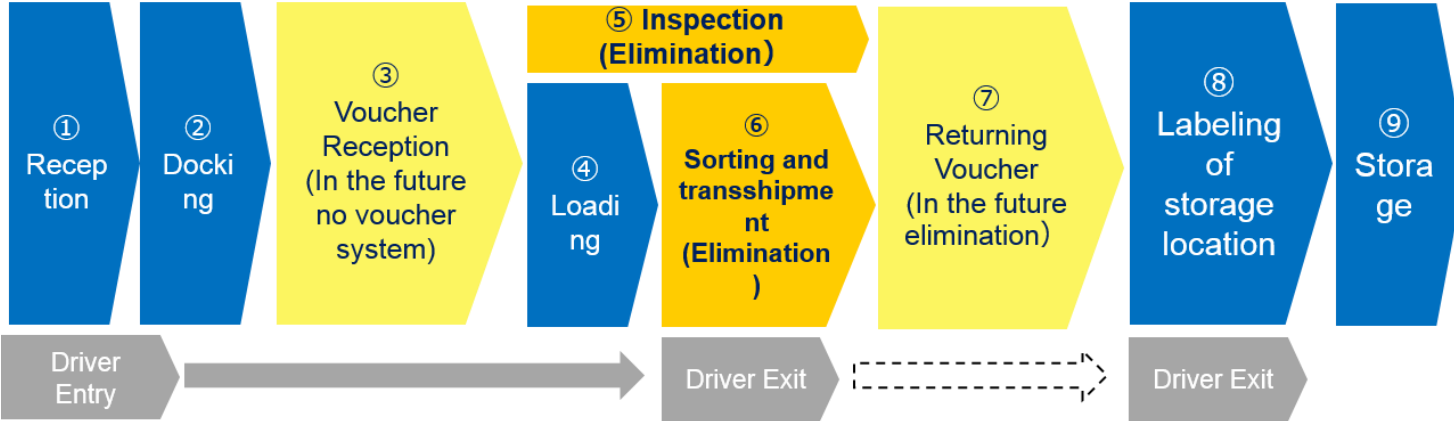 ①
Recep
tion
②
Docki
ng
③
Voucher
Reception
(In the future
no voucher
system)
④
Loadi
ng
⑤ Inspection
(Elimination）
⑥
Sorting and
transshipme
nt
(Elimination
)
⑦
Returning
Voucher
(In the future
elimination）
⑧
Labeling
of
storage
location
⑨
Stora
ge
Driver
Entry
Driver Exit
Driver Exit